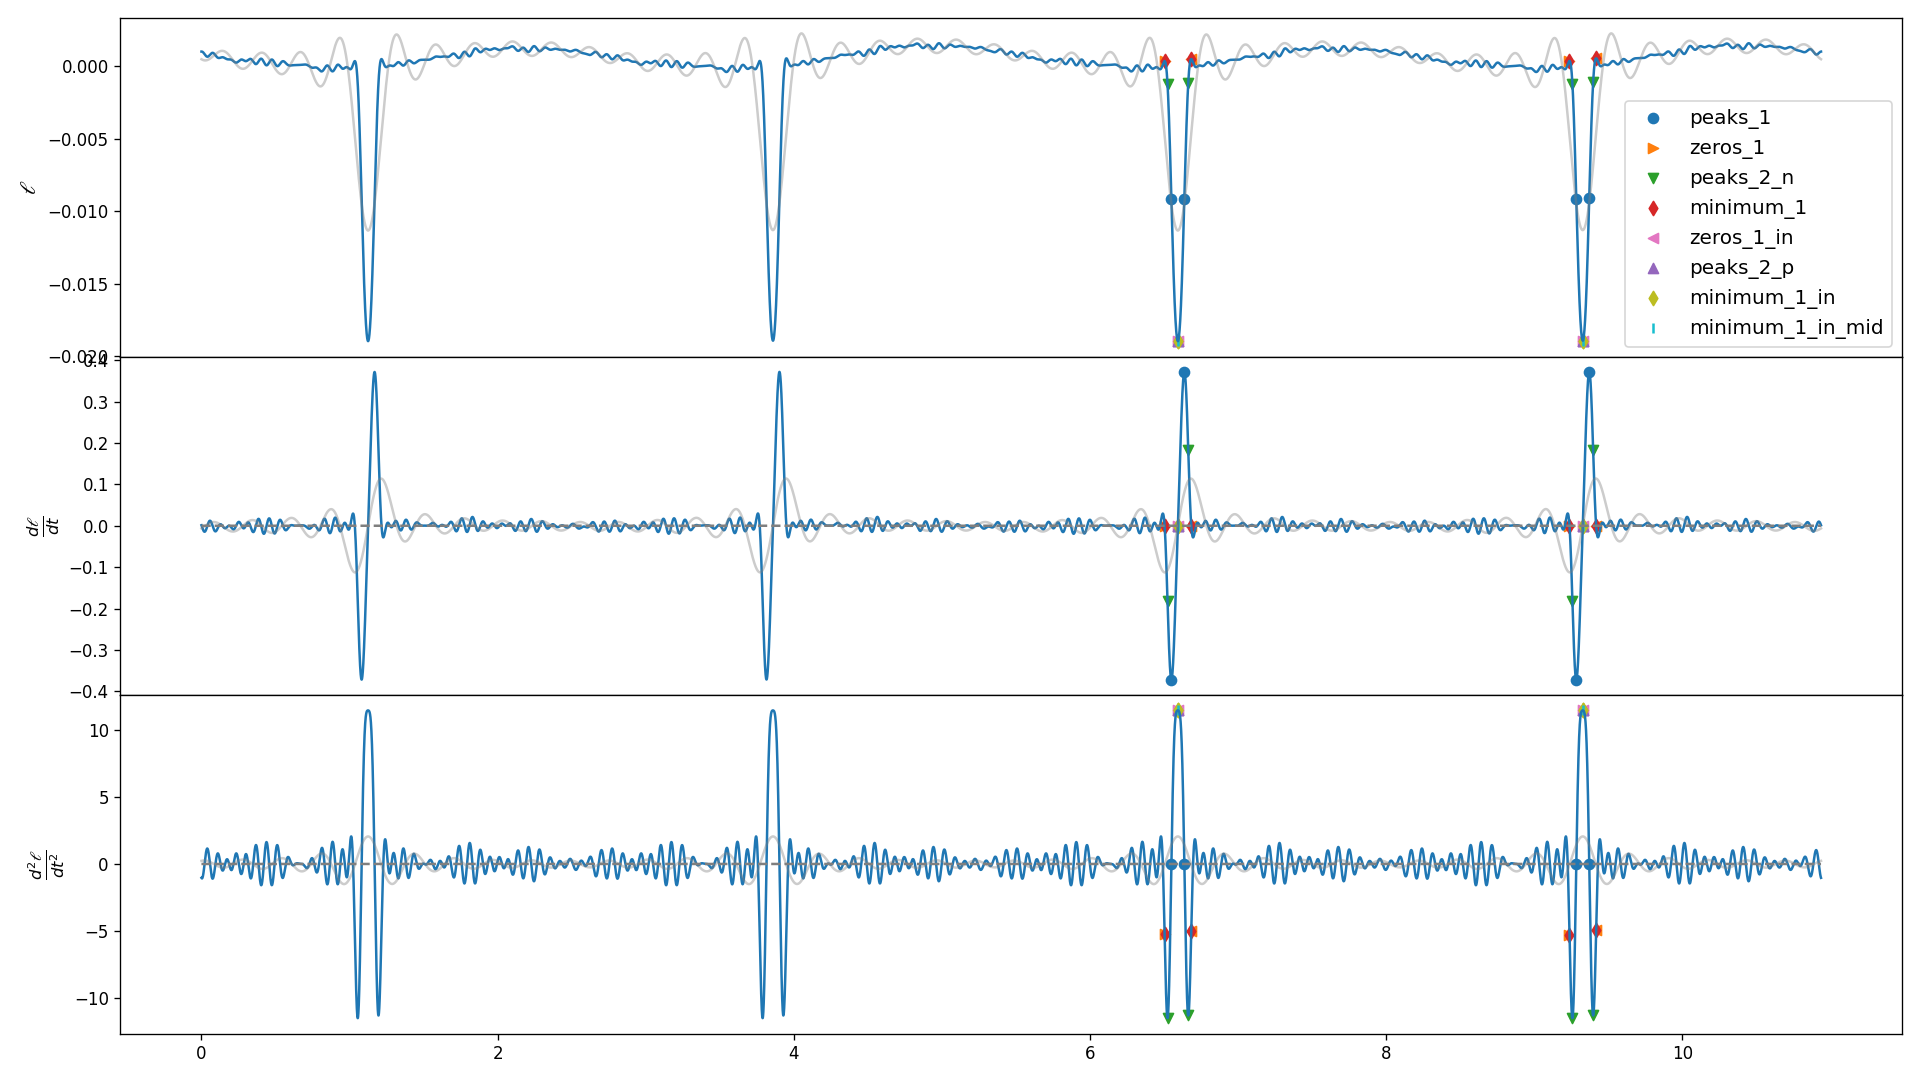 0.000
−0.005
−0.010
−0.015
−0.020
ℓ
peaks_1
zeros_1
peaks_2_n
minimum_1
zeros_1_in
peaks_2_p
minimum_1_in
minimum_1_in_mid
0.4
0.3
0.2
0.1
0.0
−0.1
−0.2
−0.3
−0.4
dℓ/dt
10
5
0
−5
−10
d²ℓ/dt²
0 2 4 6 8 10